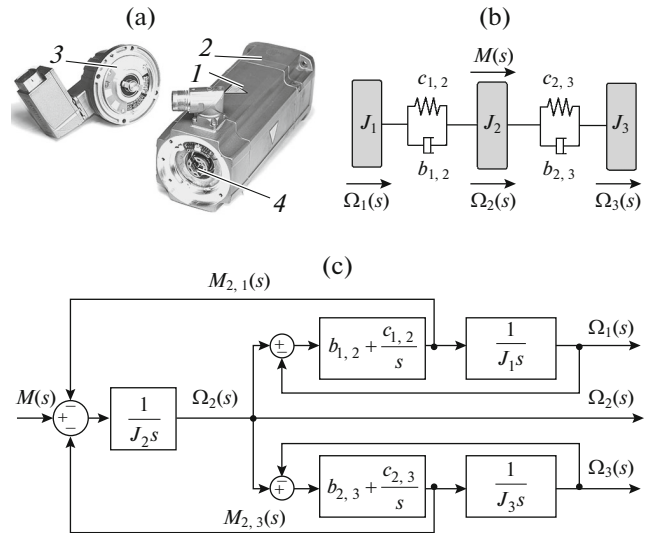 (a)
3
2
1
4
(b)
M(s)
c1, 2
c2, 3
J1
J2
J3
b1, 2
b2, 3
Ω1(s)
Ω2(s)
Ω3(s)
(c)
M2, 1(s)
b1, 2 + c1, 2/s
1/J1s
Ω1(s)
M(s)
1/J2s
Ω2(s)
Ω2(s)
b2, 3 + c2, 3/s
1/J3s
Ω3(s)
M2, 3(s)